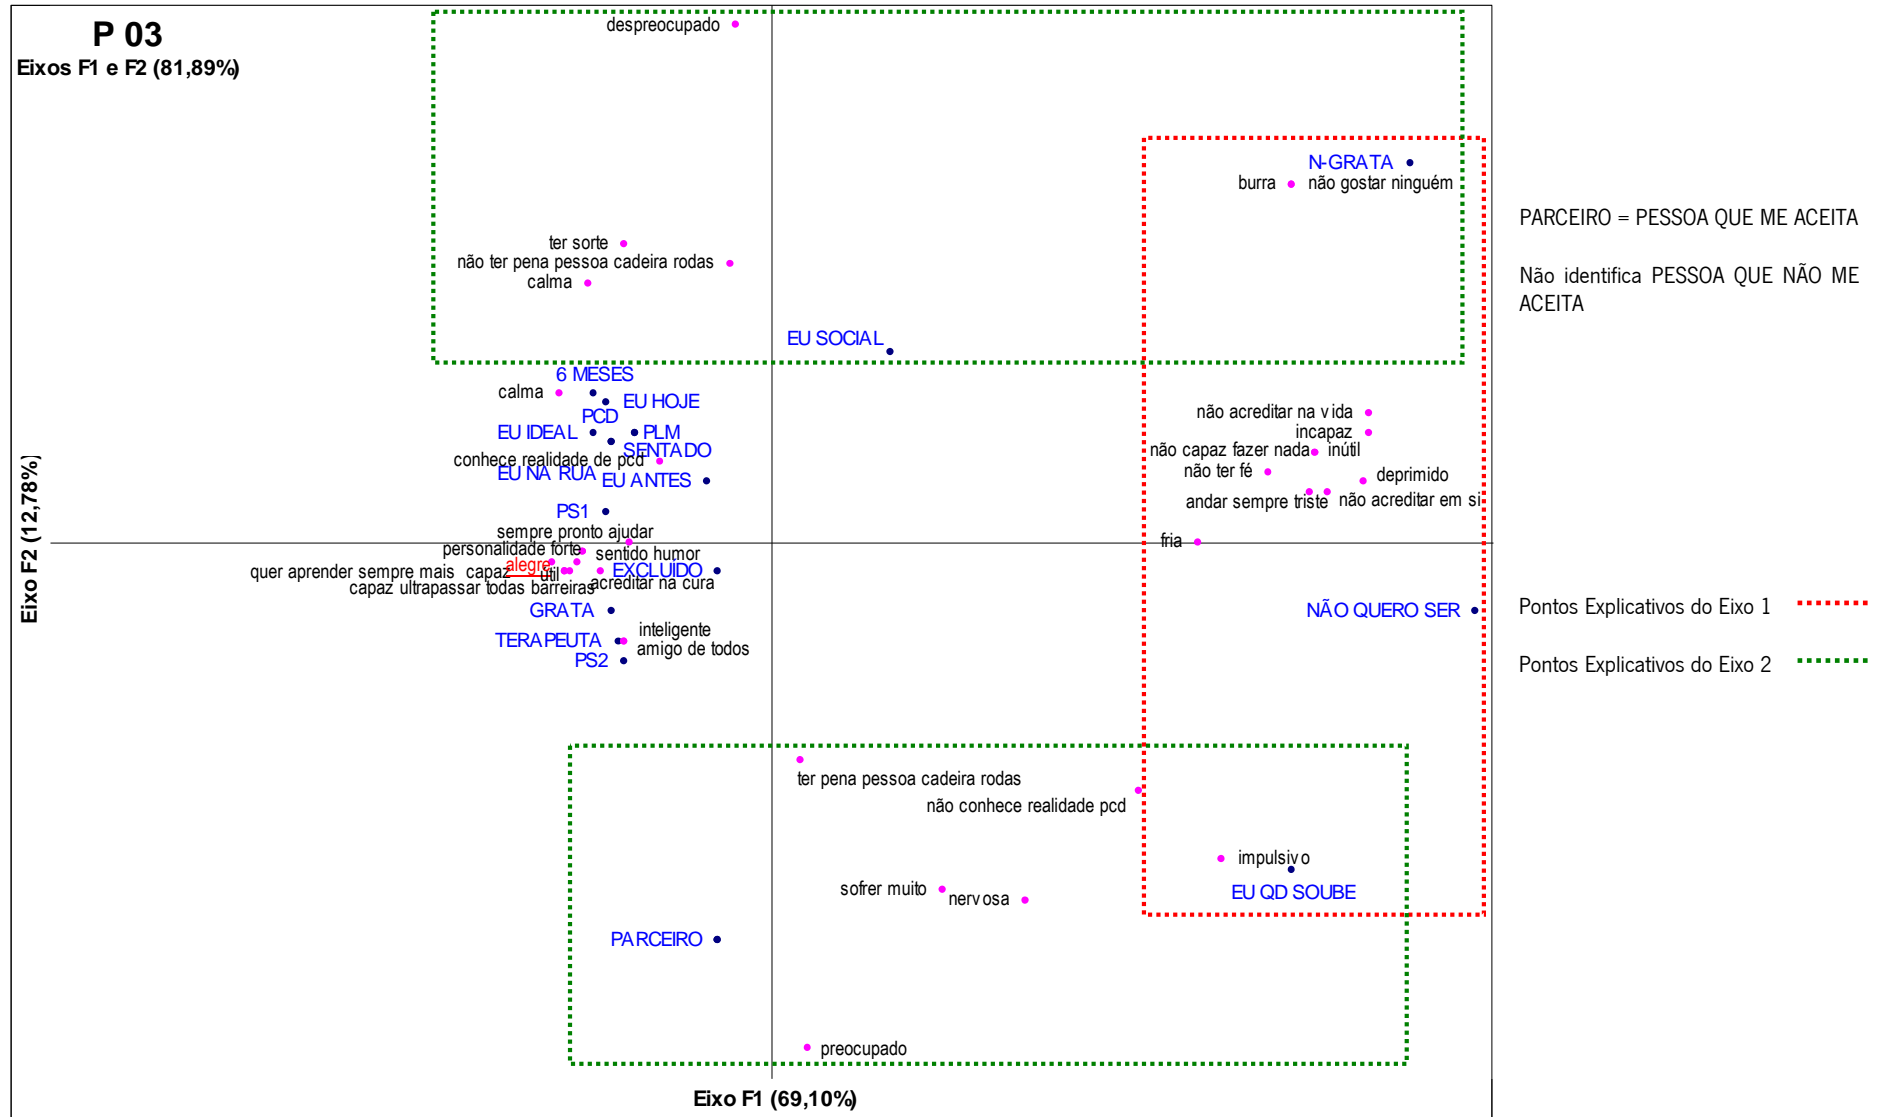 P 03
Eixos F1 e F2 (81,89%)
despreocupado
N-GRATA
burra
não gostar ninguém
ter sorte
não ter pena pessoa cadeira rodas
calma
EU SOCIAL
6 MESES
calma
EU HOJE
PCD
EU IDEAL
PLM
SENTADO
conhece realidade de pcd
EU NA RUA
EU ANTES
PS1
não acreditar na vida
incapaz
não capaz fazer nada
inútil
não ter fé
deprimido
andar sempre triste
não acreditar em si
sempre pronto ajudar
fria
personalidade forte
sentido humor
quer aprender sempre mais
capaz
alegre
útil
EXCLUÍDO
acreditar na cura
capaz ultrapassar todas barreiras
GRATA
NÃO QUERO SER
TERAPEUTA
inteligente
amigo de todos
PS2
ter pena pessoa cadeira rodas
não conhece realidade pcd
impulsivo
sofrer muito
nervosa
EU QD SOUBE
PARCEIRO
preocupado
Eixo F1 (69,10%)
Eixo F2 (12,78%)
PARCEIRO = PESSOA QUE ME ACEITA
Não identifica PESSOA QUE NÃO ME
ACEITA
Pontos Explicativos do Eixo 1
Pontos Explicativos do Eixo 2